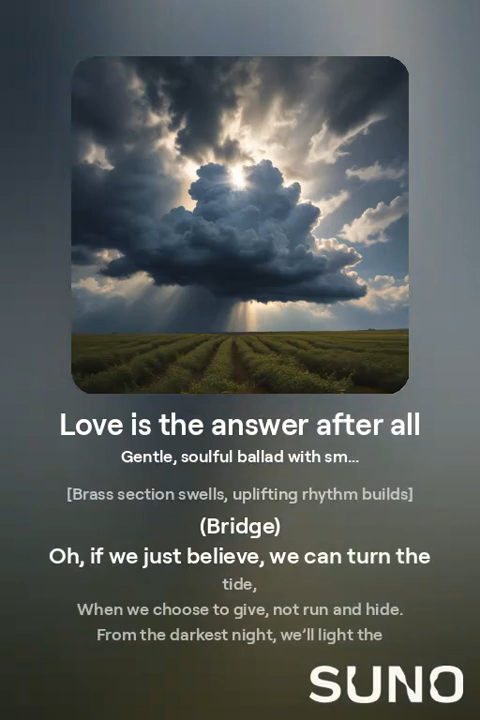 Love is the answer after all
Gentle, soulful ballad with sm...
[Brass section swells, uplifting rhythm builds]
(Bridge)
Oh, if we just believe, we can turn the
tide,
When we choose to give, not run and hide.
From the darkest night, we’ll light the
SUNO